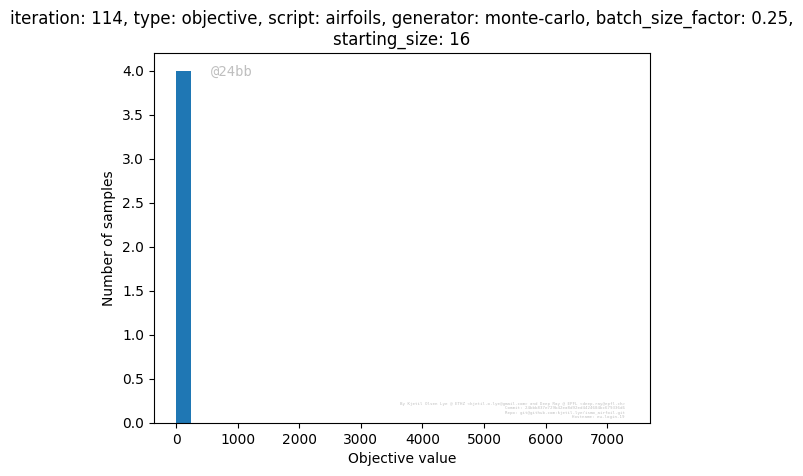 iteration: 114, type: objective, script: airfoils, generator: monte-carlo, batch_size_factor: 0.25,
starting_size: 16
@24bb
4.0
3.5
3.0
2.5
2.0
1.5
1.0
0.5
0.0
Number of samples
0 1000 2000 3000 4000 5000 6000 7000
Objective value